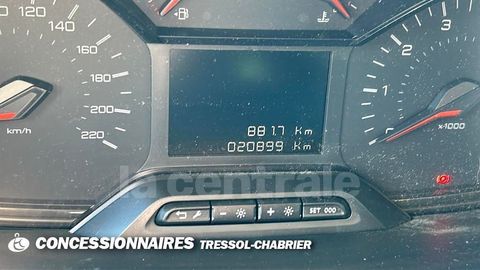 120
140
180
200
220
220
km/h
881.7 Km
020899 Km
1
2
3
x1000
la centrale
SET 000
CONCESSIONNAIRES TRESSOL-CHABRIER